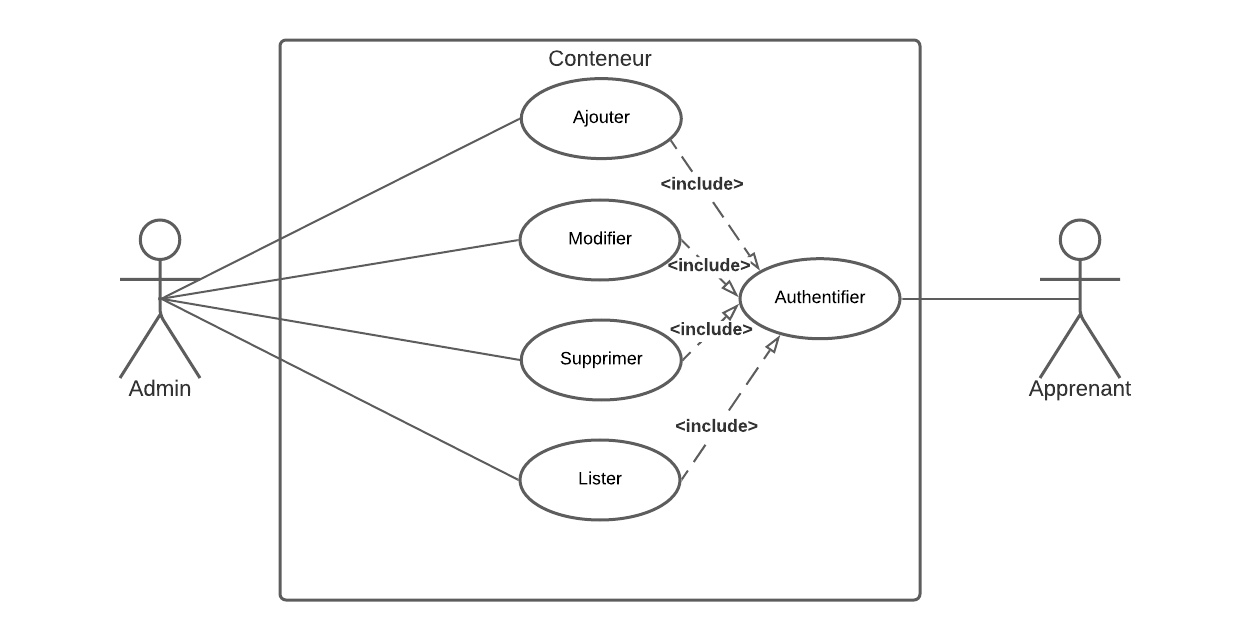 Conteneur
Ajouter
<include>
Modifier
<include>
Authentifier
Supprimer
<include>
Admin
Apprenant
<include>
Lister